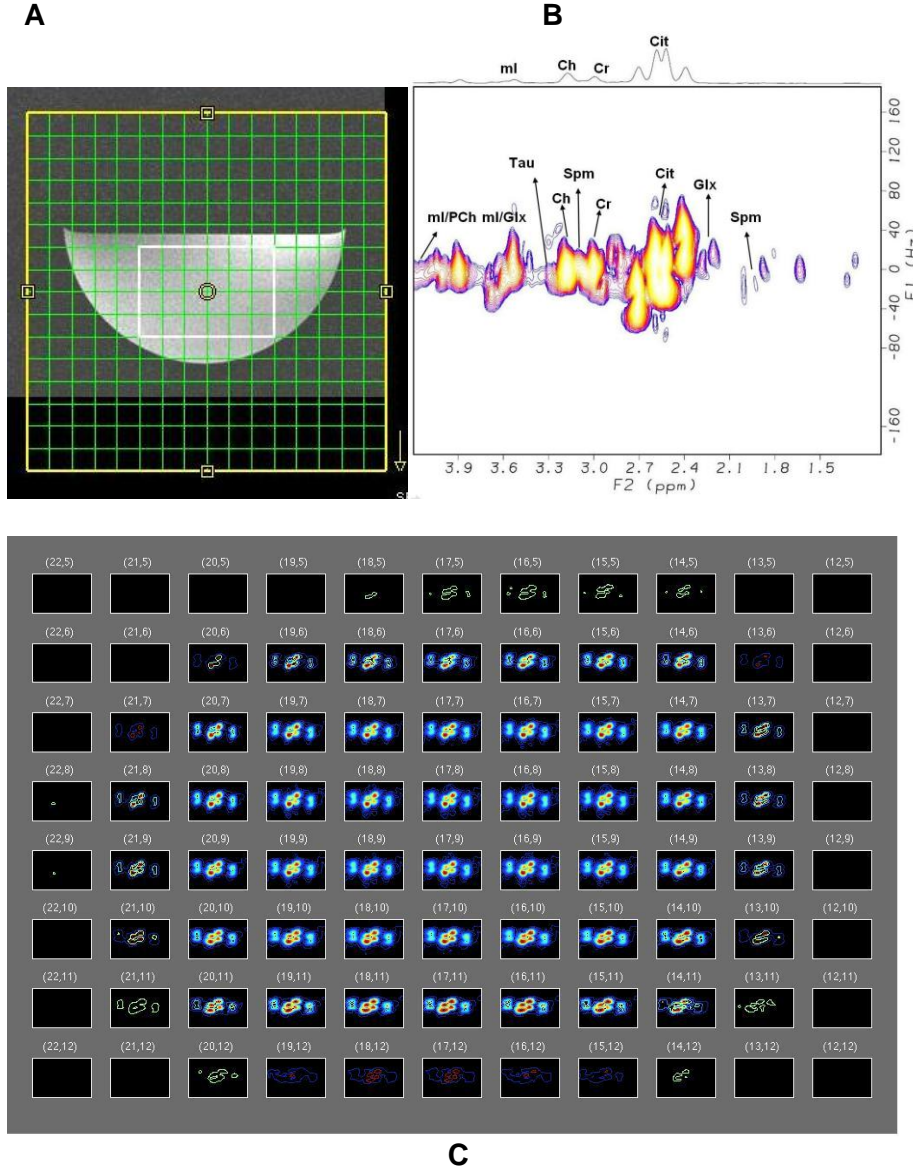 A
B
Cit
mI
Ch
Cr
Tau
Spm
Cit
Glx
mI/PCh
mI/Glx
Ch
Cr
Spm
160
120
80
40
0
-40
-80
-160
F1 (Hz)
3.9 3.6 3.3 3.0 2.7 2.4 2.1 1.8 1.5
F2 (ppm)
(22,5) (21,5) (20,5) (19,5) (18,5) (17,5) (16,5) (15,5) (14,5) (13,5) (12,5)
(22,6) (21,6) (20,6) (19,6) (18,6) (17,6) (16,6) (15,6) (14,6) (13,6) (12,6)
(22,7) (21,7) (20,7) (19,7) (18,7) (17,7) (16,7) (15,7) (14,7) (13,7) (12,7)
(22,8) (21,8) (20,8) (19,8) (18,8) (17,8) (16,8) (15,8) (14,8) (13,8) (12,8)
(22,9) (21,9) (20,9) (19,9) (18,9) (17,9) (16,9) (15,9) (14,9) (13,9) (12,9)
(22,10) (21,10) (20,10) (19,10) (18,10) (17,10) (16,10) (15,10) (14,10) (13,10) (12,10)
(22,11) (21,11) (20,11) (19,11) (18,11) (17,11) (16,11) (15,11) (14,11) (13,11) (12,11)
(22,12) (21,12) (20,12) (19,12) (18,12) (17,12) (16,12) (15,12) (14,12) (13,12) (12,12)
C